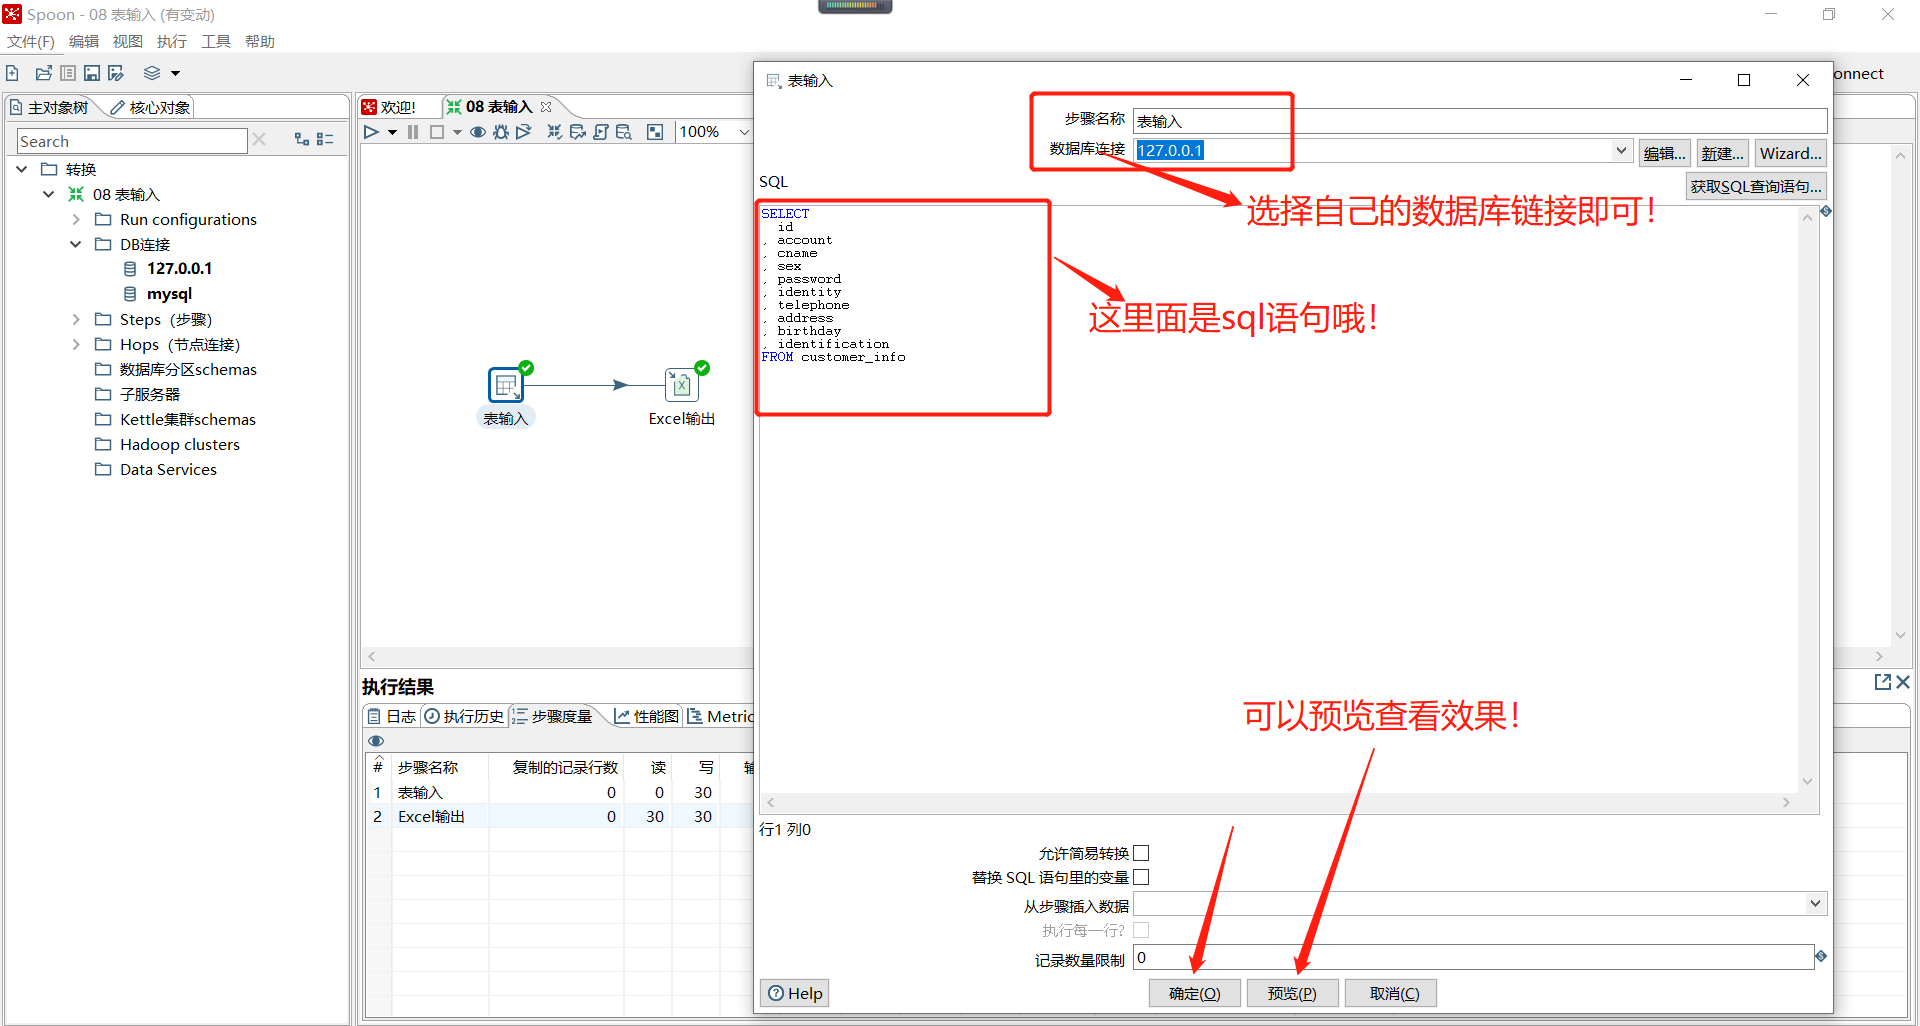 Spoon - 08 表输入 (有变动)
文件(F) 编辑 视图 执行 工具 帮助
主对象树 核心对象
Search
转换
08 表输入
Run configurations
DB连接
127.0.0.1
mysql
Steps (步骤)
Hops (节点连接)
数据库分区schemas
子服务器
Kettle集群schemas
Hadoop clusters
Data Services
欢迎! 08 表输入
100%
表输入 Excel输出
执行结果
日志 执行历史 步骤度量 性能图 Metric
# 步骤名称 复制的记录行数 读 写
1 表输入 0 0 30
2 Excel输出 0 30 30
onnect
表输入
步骤名称 表输入
数据库连接 127.0.0.1 编辑... 新建... Wizard...
SQL 获取SQL查询语句...
选择自己的数据库链接即可!
SELECT
id
, account
, cname
, sex
, password
, identity
, telephone
, address
, birthday
, identification
FROM customer_info
这里面是sql语句哦!
可以预览查看效果!
行1 列0
允许简易转换
替换 SQL 语句里的变量
从步骤插入数据
执行每一行?
记录数量限制 0
Help 确定(O) 预览(P) 取消(C)